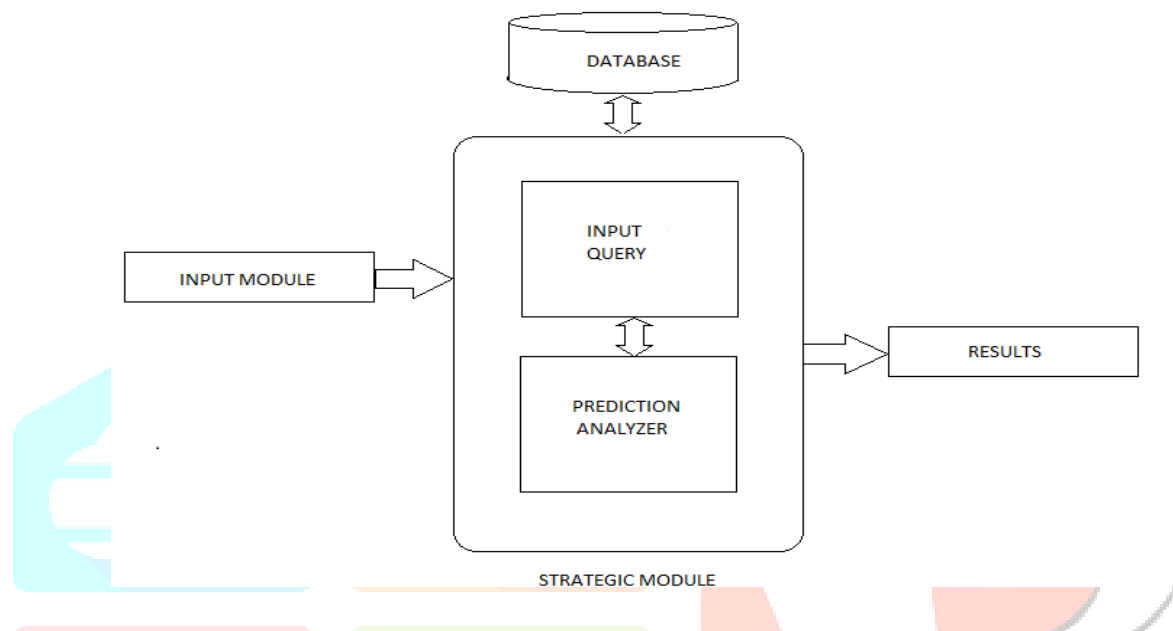 DATABASE
INPUT
QUERY
INPUT MODULE
RESULTS
PREDICTION
ANALYZER
STRATEGIC MODULE